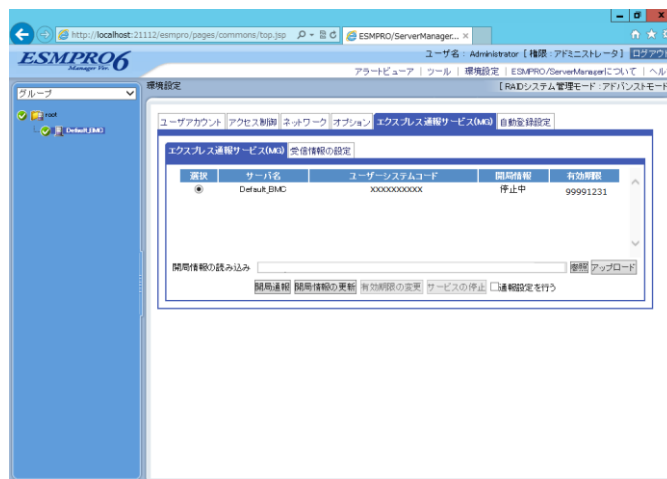 http://localhost:21112/esmpro/pages/commons/top.jsp
ESMPRO/ServerManager... ×
ESMPRO6
Manager Ver.
ユーザ名 : Administrator [ 権限 : アドミニストレータ ] ログアウ
アラートビューア | ツール | 環境設定 | ESMPRO/ServerManagerについて | ヘル
グループ
環境設定
[ RAIDシステム管理モード : アドバンストモード
root
Default_BMC
ユーザアカウント アクセス制御 ネットワーク オプション エクスプレス通報サービス(MG) 自動登録設定
エクスプレス通報サービス(MG) 受信情報の設定
選択 サーバ名 ユーザーシステムコード 開局情報 有効期限
Default_BMC XXXXXXXXXX 停止中 99991231
開局情報の読み込み 参照 アップロード
開局通報 開局情報の更新 有効期限の変更 サービスの停止 通報設定を行う